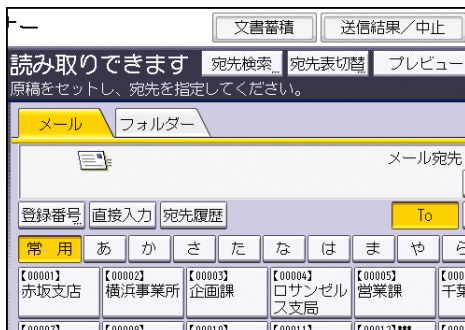 ナー
文書蓄積 送信結果/中止
読み取りできます 宛先検索 宛先表切替 プレビュー
原稿をセットし、宛先を指定してください。
メール フォルダー
メール宛先
登録番号 直接入力 宛先履歴 To
常用 あ か さ た な は ま や ら
【00001】 【00002】 【00003】 【00004】 【00005】
赤坂支店 横浜事業所 企画課 ロサンゼルス支局 営業課 千葉